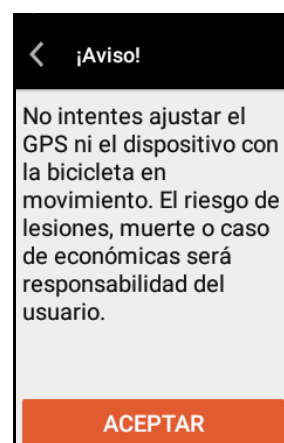 ¡Aviso!
No intentes ajustar el
GPS ni el dispositivo con
la bicicleta en
movimiento. El riesgo de
lesiones, muerte o caso
de económicas será
responsabilidad del
usuario.
ACEPTAR